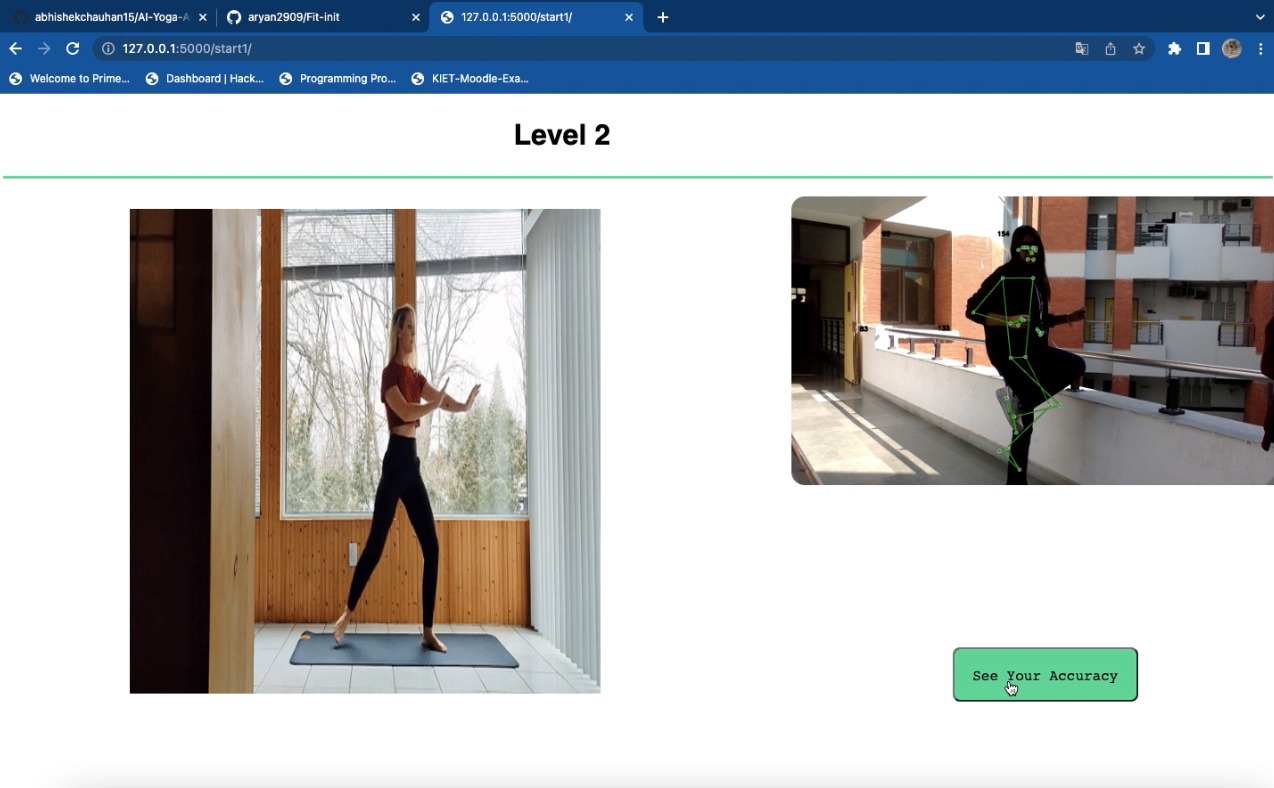 abhishekchauhan15/AI-Yoga-A
aryan2909/Fit-init
127.0.0.1:5000/start1/
127.0.0.1:5000/start1/
Welcome to Prime...
Dashboard | Hack...
Programming Pro...
KIET-Moodle-Exa...
Level 2
154
83
133
See Your Accuracy